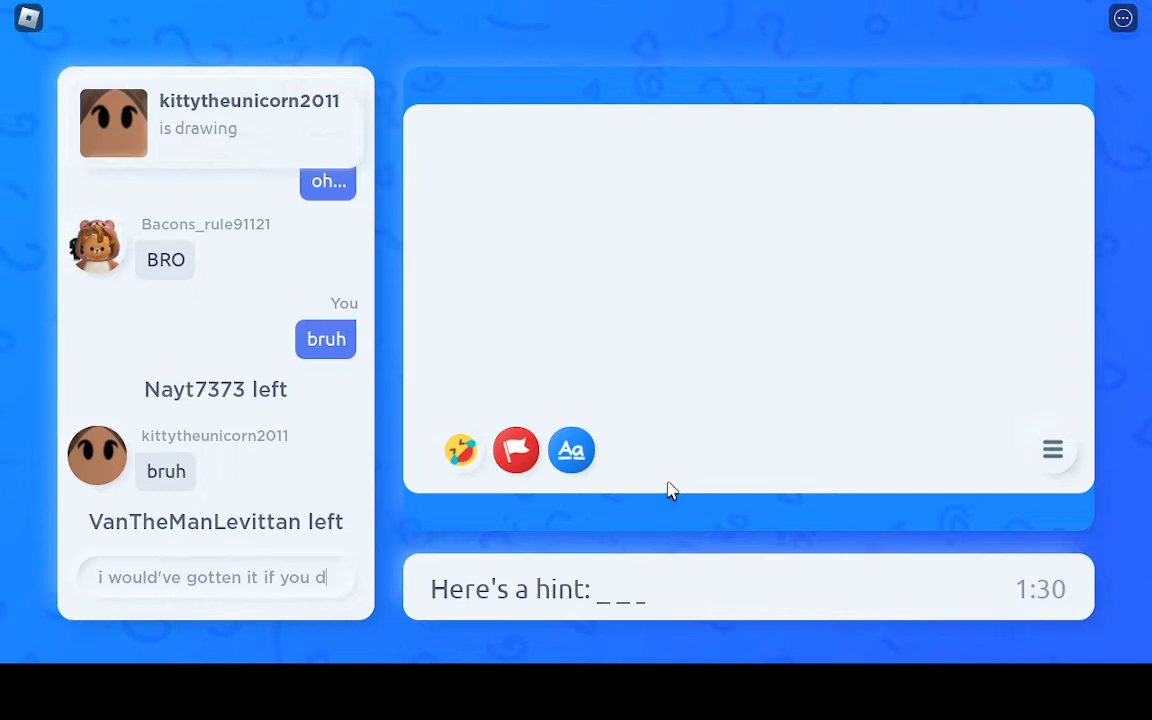 kittytheunicorn2011
is drawing
oh...
Bacons_rule91121
BRO
You
bruh
Nayt7373 left
kittytheunicorn2011
bruh
VanTheManLevittan left
i would've gotten it if you d
Aa
Here's a hint: _ _ _
1:30